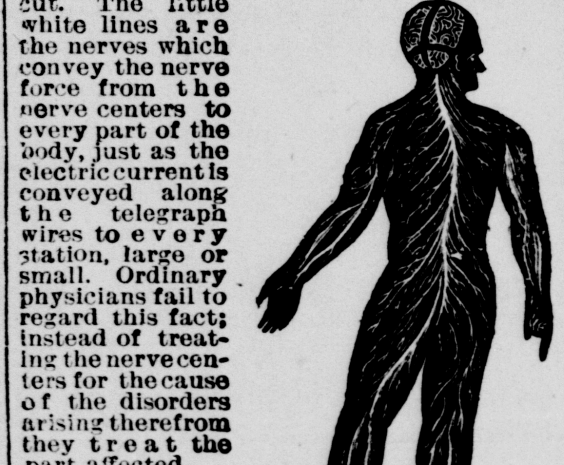 cut. The little
white lines are
the nerves which
convey the nerve
force from the
nerve centers to
every part of the
body, just as the
electric current is
conveyed along
the telegraph
wires to every
station, large or
small. Ordinary
physicians fail to
regard this fact;
instead of treat-
ing the nerve cen-
ters for the cause
of the disorders
arising therefrom
they treat the
part affected.